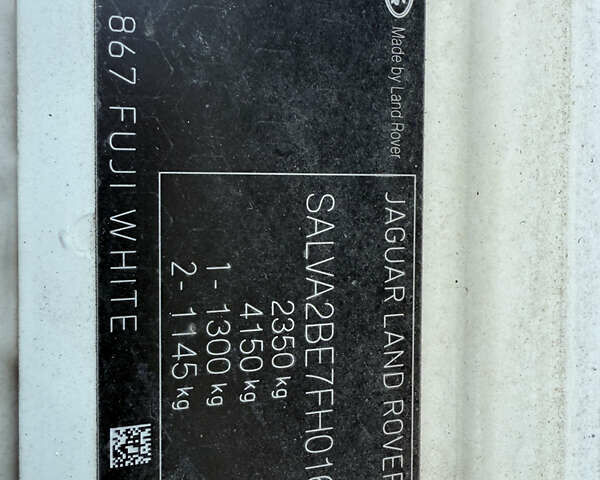 Made by Land Rover
JAGUAR LAND ROVER
SALVA2BE7FH016
2350 kg
4150 kg
1 - 1300 kg
2 - 1145 kg
867 FUJI WHITE